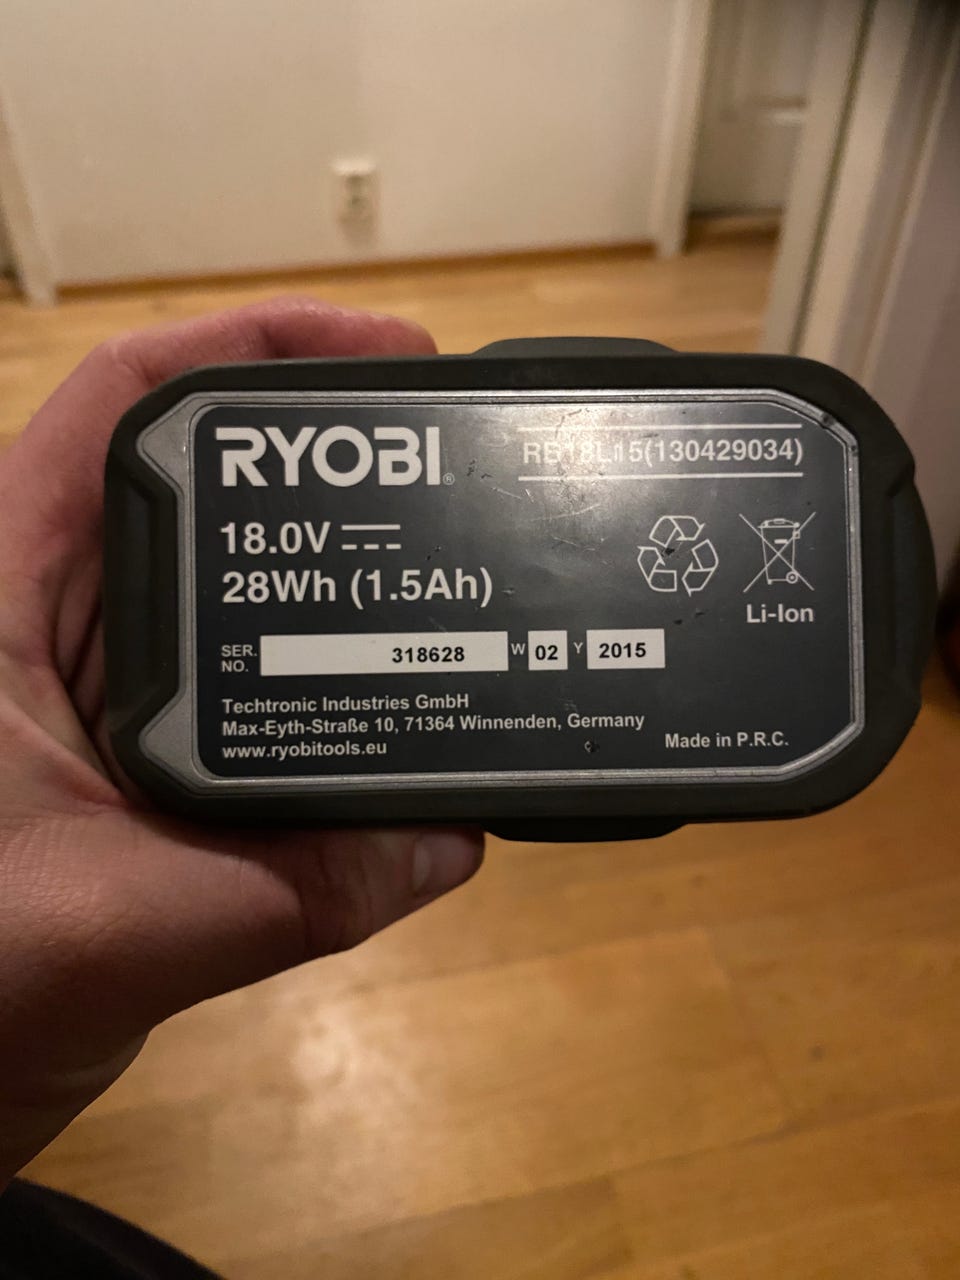 RYOBI®
RB18L15(130429034)
18.0V
28Wh (1.5Ah)
Li-Ion
SER. NO. 318628 W 02 Y 2015
Techtronic Industries GmbH
Max-Eyth-Straße 10, 71364 Winnenden, Germany
www.ryobitools.eu
Made in P.R.C.